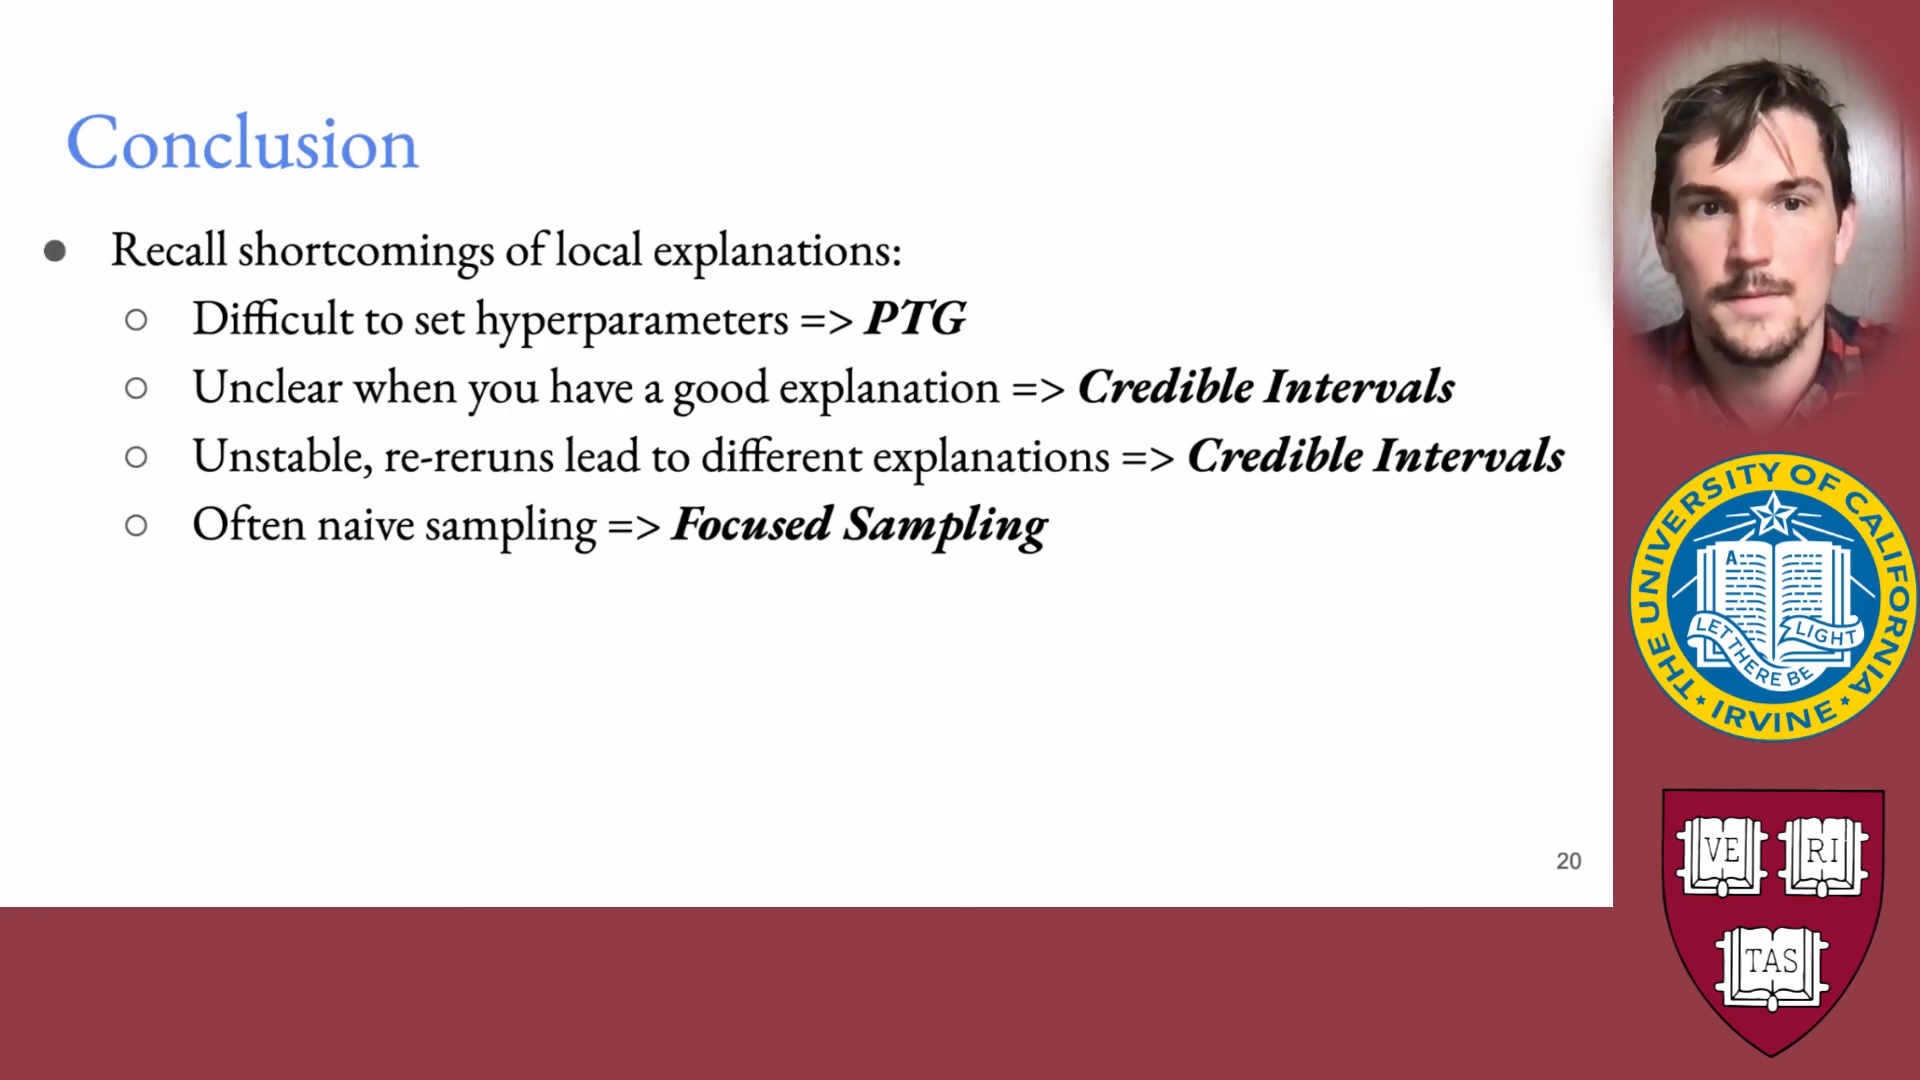 Conclusion
● Recall shortcomings of local explanations:
○ Difficult to set hyperparameters => PTG
○ Unclear when you have a good explanation => Credible Intervals
○ Unstable, re-reruns lead to different explanations => Credible Intervals
○ Often naive sampling => Focused Sampling
20
THE UNIVERSITY OF CALIFORNIA
IRVINE
A
LET THERE BE LIGHT
VE RI
TAS